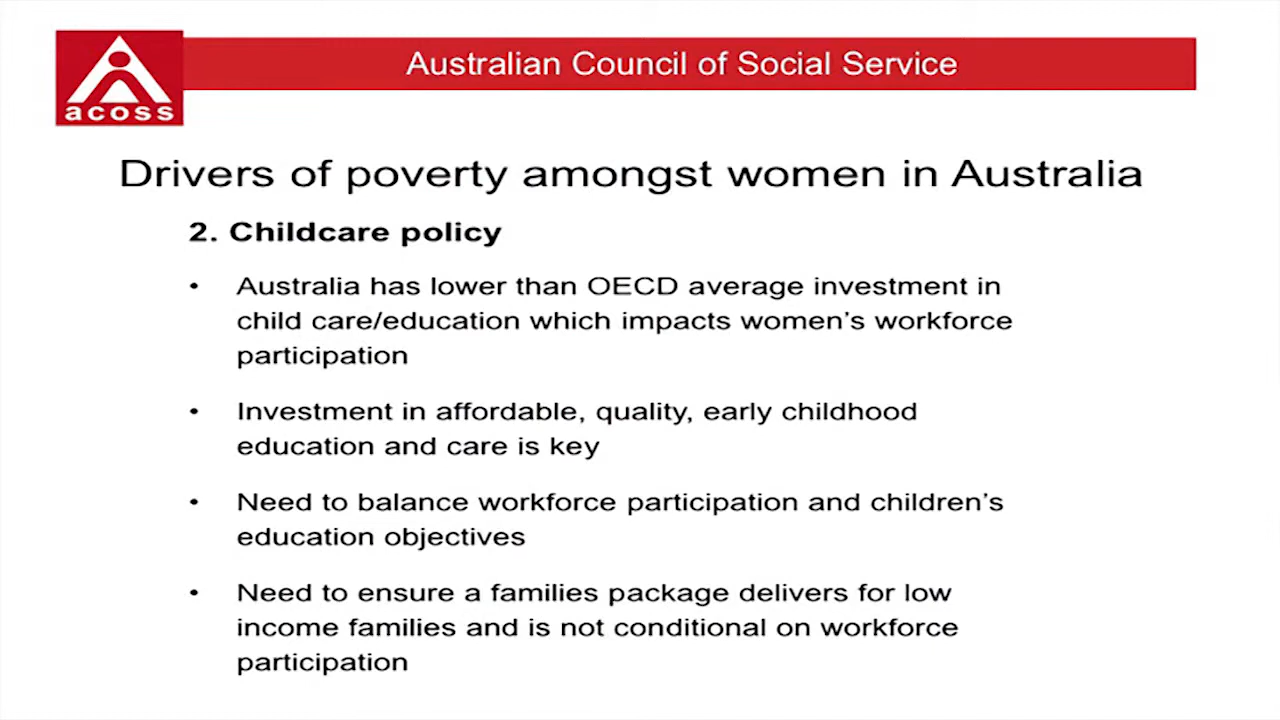 Australian Council of Social Service
acoss
Drivers of poverty amongst women in Australia
2. Childcare policy
• Australia has lower than OECD average investment in
child care/education which impacts women’s workforce
participation
• Investment in affordable, quality, early childhood
education and care is key
• Need to balance workforce participation and children’s
education objectives
• Need to ensure a families package delivers for low
income families and is not conditional on workforce
participation